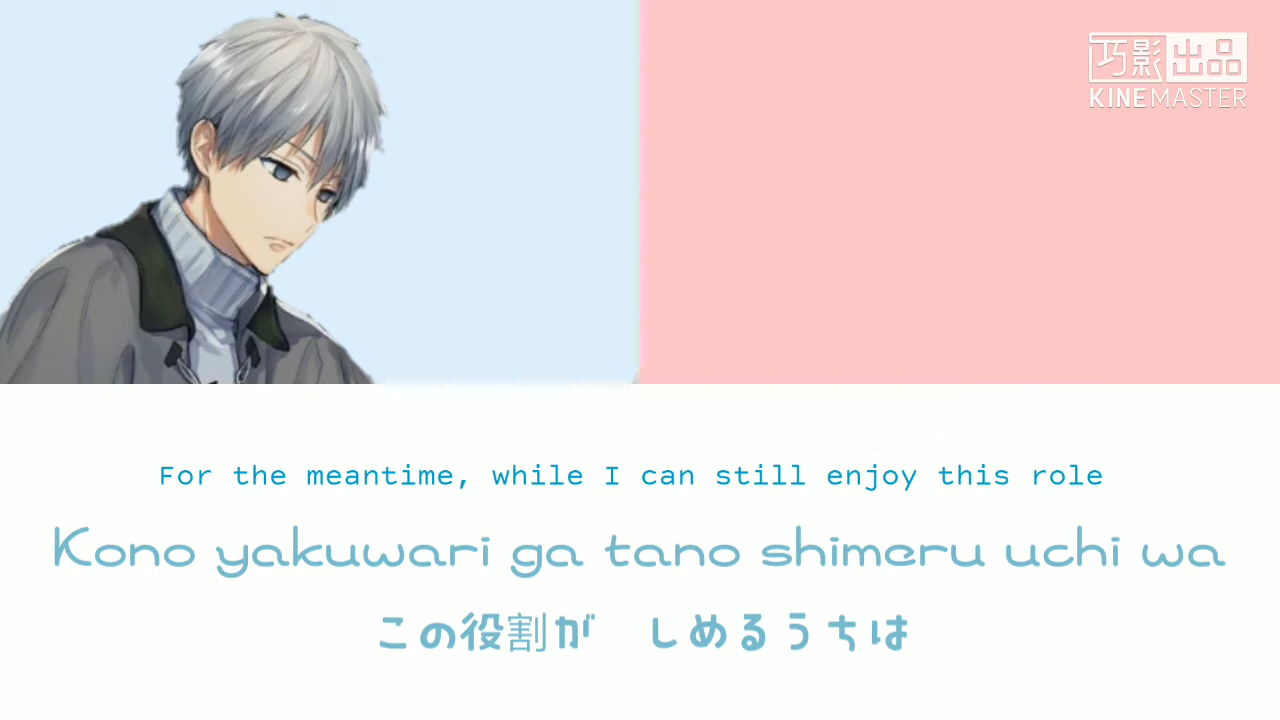 巧影出品
KINEMASTER
For the meantime, while I can still enjoy this role
Kono yakuwari ga tano shimeru uchi wa
この役割が しめるうちは